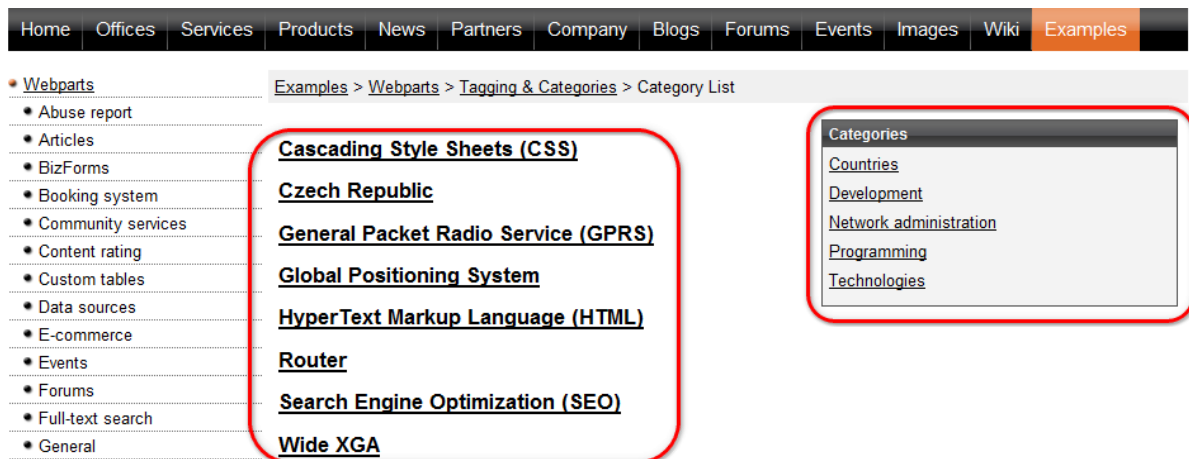 Home Offices Services Products News Partners Company Blogs Forums Events Images Wiki Examples
Webparts
Abuse report
Articles
BizForms
Booking system
Community services
Content rating
Custom tables
Data sources
E-commerce
Events
Forums
Full-text search
General
Examples > Webparts > Tagging & Categories > Category List
Cascading Style Sheets (CSS)
Czech Republic
General Packet Radio Service (GPRS)
Global Positioning System
HyperText Markup Language (HTML)
Router
Search Engine Optimization (SEO)
Wide XGA
Categories
Countries
Development
Network administration
Programming
Technologies